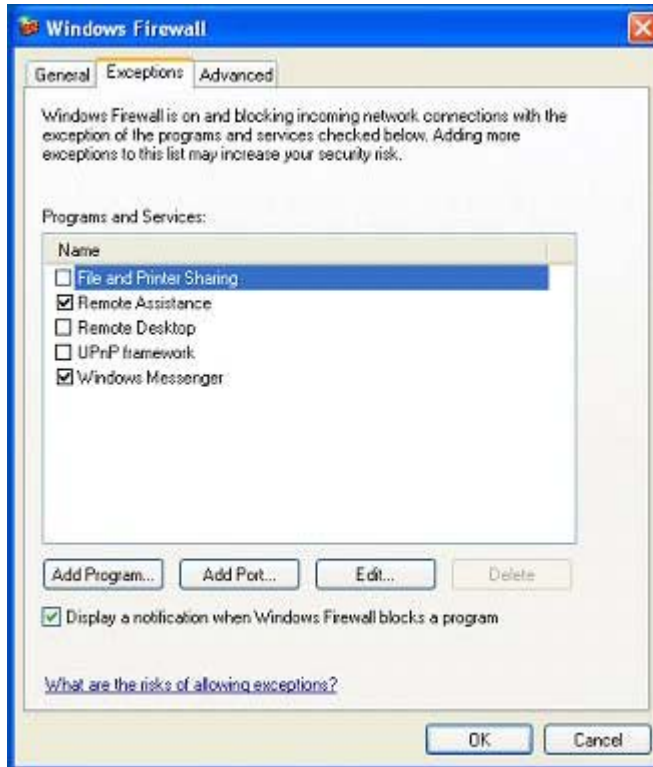 Windows Firewall
General Exceptions Advanced
Windows Firewall is on and blocking incoming network connections with the
exception of the programs and services checked below. Adding more
exceptions to this list may increase your security risk.
Programs and Services:
Name
File and Printer Sharing
Remote Assistance
Remote Desktop
UPnP framework
Windows Messenger
Add Program... Add Port... Edit... Delete
Display a notification when Windows Firewall blocks a program
What are the risks of allowing exceptions?
OK Cancel